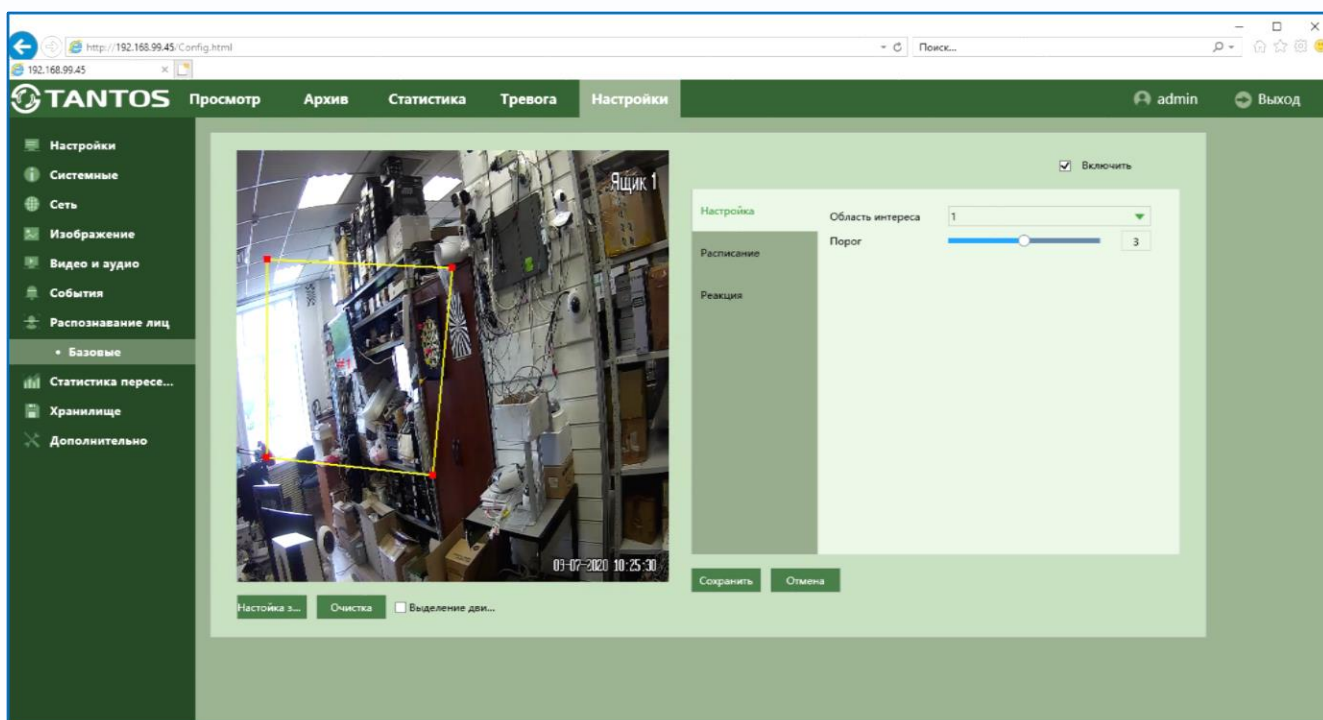 http://192.168.99.45/Config.html
Поиск...
192.168.99.45
TANTOS Просмотр Архив Статистика Тревога Настройки admin Выход
Настройки
Системные
Сеть
Изображение
Видео и аудио
События
Распознавание лиц
• Базовые
Статистика пересе...
Хранилище
Дополнительно
Ящик 1
#1
09-07-2020 10:25:30
Настойка з... Очистка Выделение дви...
Включить
Настройка
Расписание
Реакция
Область интереса 1
Порог 3
Сохранить Отмена